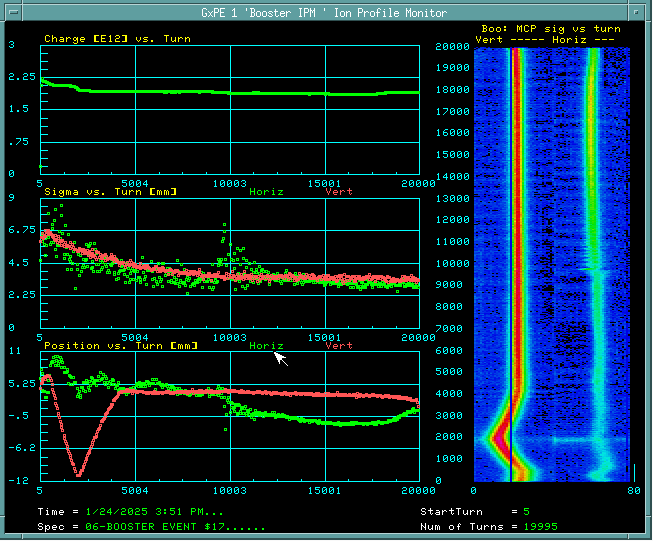 GxPE 1 'Booster IPM ' Ion Profile Monitor
Charge [E12] vs. Turn
3
2.25
1.5
.75
0
5 5004 10003 15001 20000
Sigma vs. Turn [mm] Horiz Vert
9
6.75
4.5
2.25
0
5 5004 10003 15001 20000
Position vs. Turn [mm] Horiz Vert
11
5.25
-.5
-6.2
-12
5 5004 10003 15001 20000
Boo: MCP sig vs turn
Vert ----- Horiz ---
20000
19000
18000
17000
16000
15000
14000
13000
12000
11000
10000
9000
8000
7000
6000
5000
4000
3000
2000
1000
0
0 80
Time = 1/24/2025 3:51 PM...
Spec = 06-BOOSTER EVENT $17......
StartTurn = 5
Num of Turns = 19995